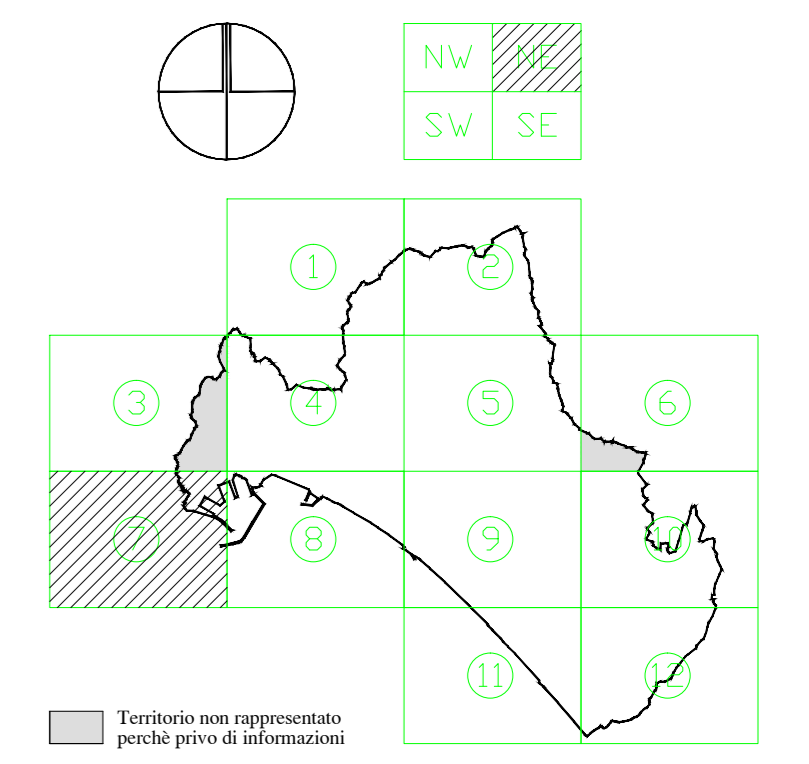 NW NE
SW SE
1 2
3 4 5 6
7 8 9 10
11 12
Territorio non rappresentato
perchè privo di informazioni